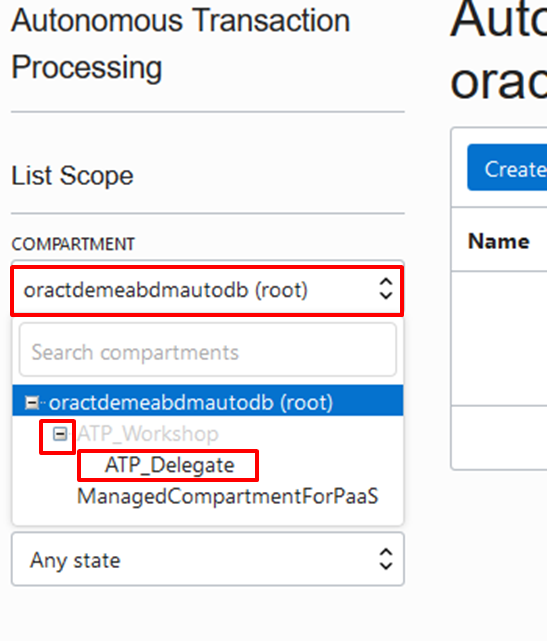 Autonomous Transaction
Processing
List Scope
COMPARTMENT
oractdemeabdmautodb (root)
Search compartments
oractdemeabdmautodb (root)
ATP_Workshop
ATP_Delegate
ManagedCompartmentForPaaS
Any state
Auto
orac
Create
Name